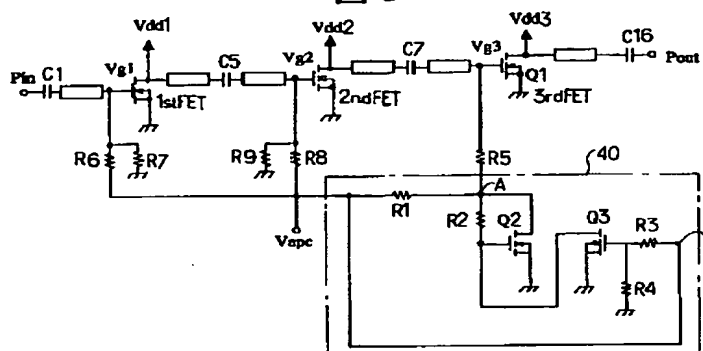 Vdd1
Vdd2
Vdd3
Pin
C1
Vg1
1stFET
C5
Vg2
2ndFET
C7
Vg3
Q1
3rdFET
C16
Pout
R6
R7
R9
R8
R5
40
Vapc
R1
A
R2
Q2
Q3
R3
R4